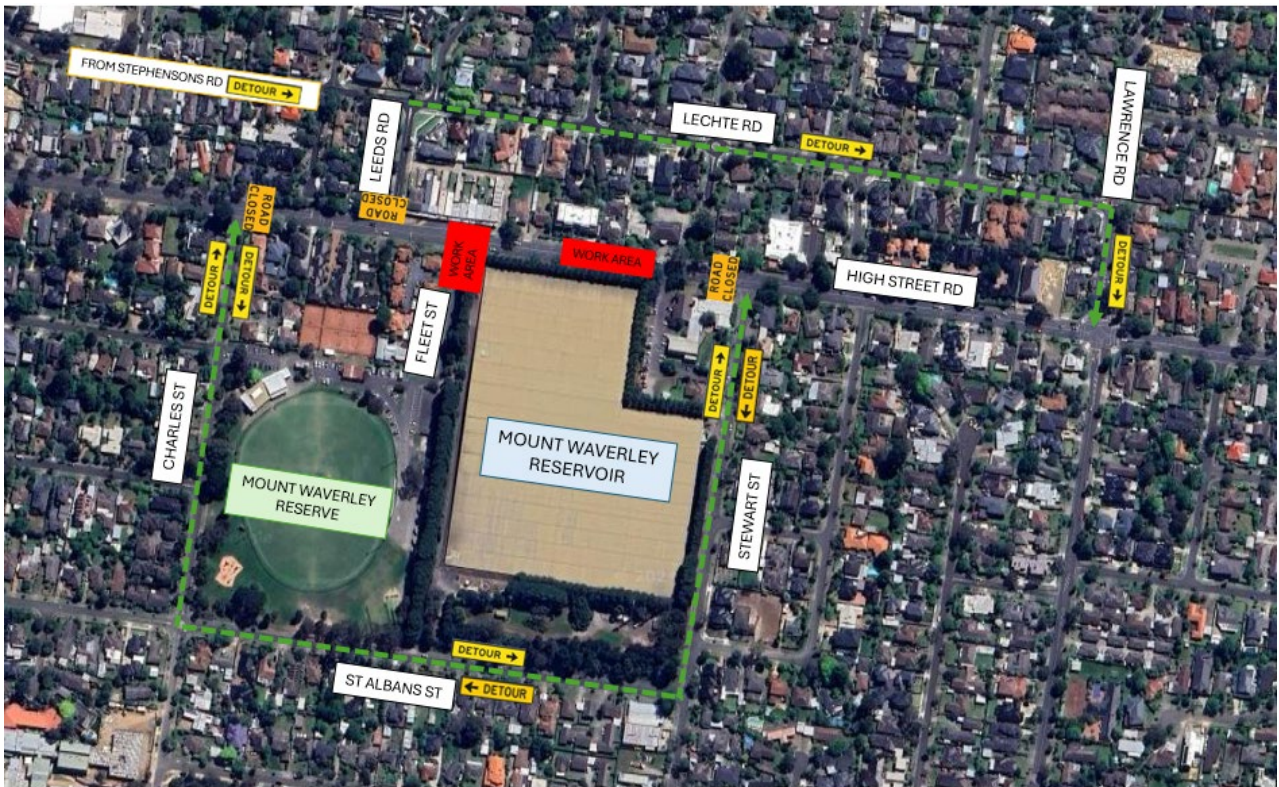 FROM STEPHENSONS RD DETOUR →
LEEDS RD
LECHTE RD
DETOUR →
LAWRENCE RD
ROAD
CLOSED
ROAD
CLOSED
DETOUR →
DETOUR →
WORK
AREA
WORK AREA
ROAD
CLOSED
HIGH STREET RD
DETOUR →
FLEET ST
DETOUR →
← DETOUR
CHARLES ST
MOUNT WAVERLEY
RESERVOIR
MOUNT WAVERLEY
RESERVE
STEWART ST
DETOUR →
ST ALBANS ST
← DETOUR